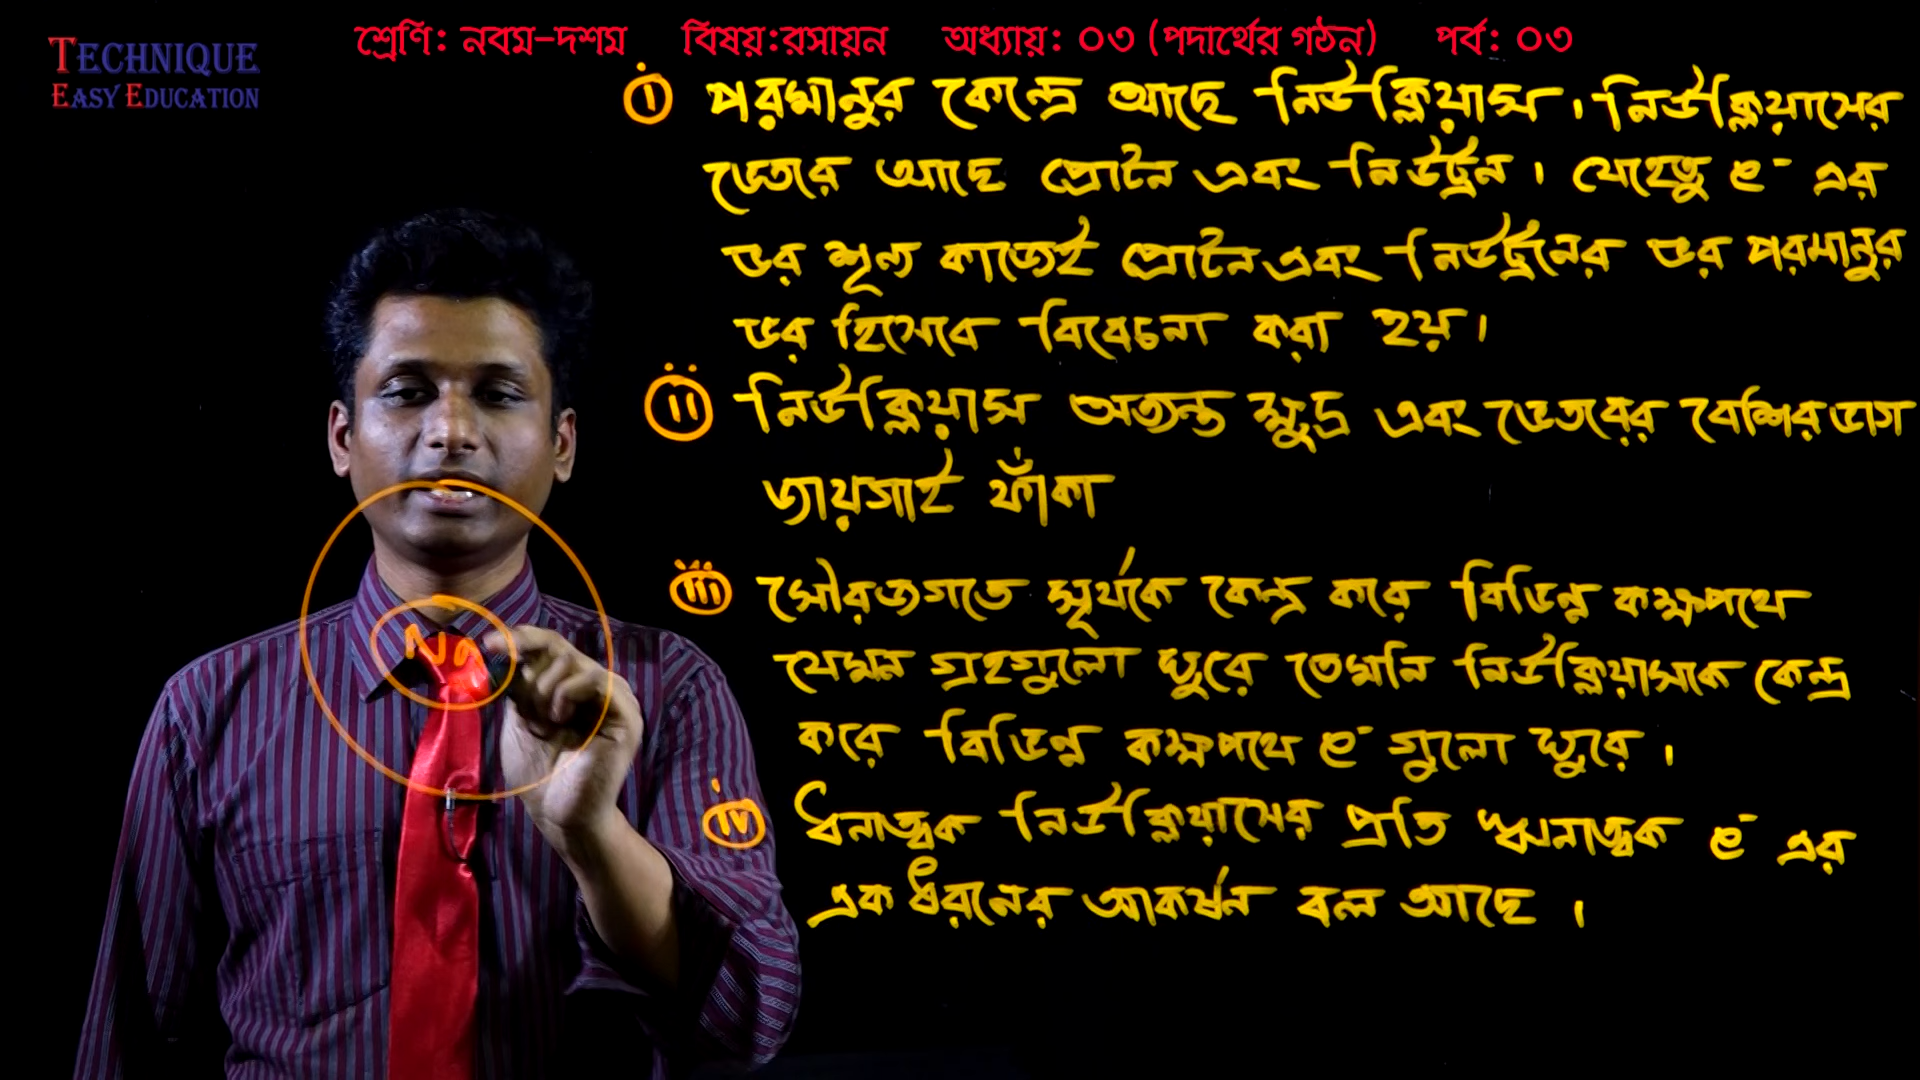 TECHNIQUE
EASY EDUCATION
শ্রেণি: নবম-দশম বিষয়:রসায়ন অধ্যায়: ০৩ (পদার্থের গঠন) পর্ব: ০৩
i পরমানুর কেন্দ্রে আছে নিউক্লিয়াস। নিউক্লিয়াসের
ভেতরে আছে প্রোটন এবং নিউট্রন। যেহেতু e⁻ এর
ভর শূন্য কাজেই প্রোটন এবং নিউট্রনের ভর পরমানুর
ভর হিসেবে বিবেচনা করা হয়।
ii নিউক্লিয়াস অত্যন্ত ক্ষুদ্র এবং ভেতরের বেশিরভাগ
জায়গাই ফাঁকা
iii সৌরজগতে সূর্যকে কেন্দ্র করে বিভিন্ন কক্ষপথে
যেমন গ্রহগুলো ঘুরে তেমনি নিউক্লিয়াসকে কেন্দ্র
করে বিভিন্ন কক্ষপথে e⁻ গুলো ঘুরে।
iv ধনাত্মক নিউক্লিয়াসের প্রতি ঋনাত্মক e⁻ এর
এক ধরনের আকর্ষন বল আছে।
Na